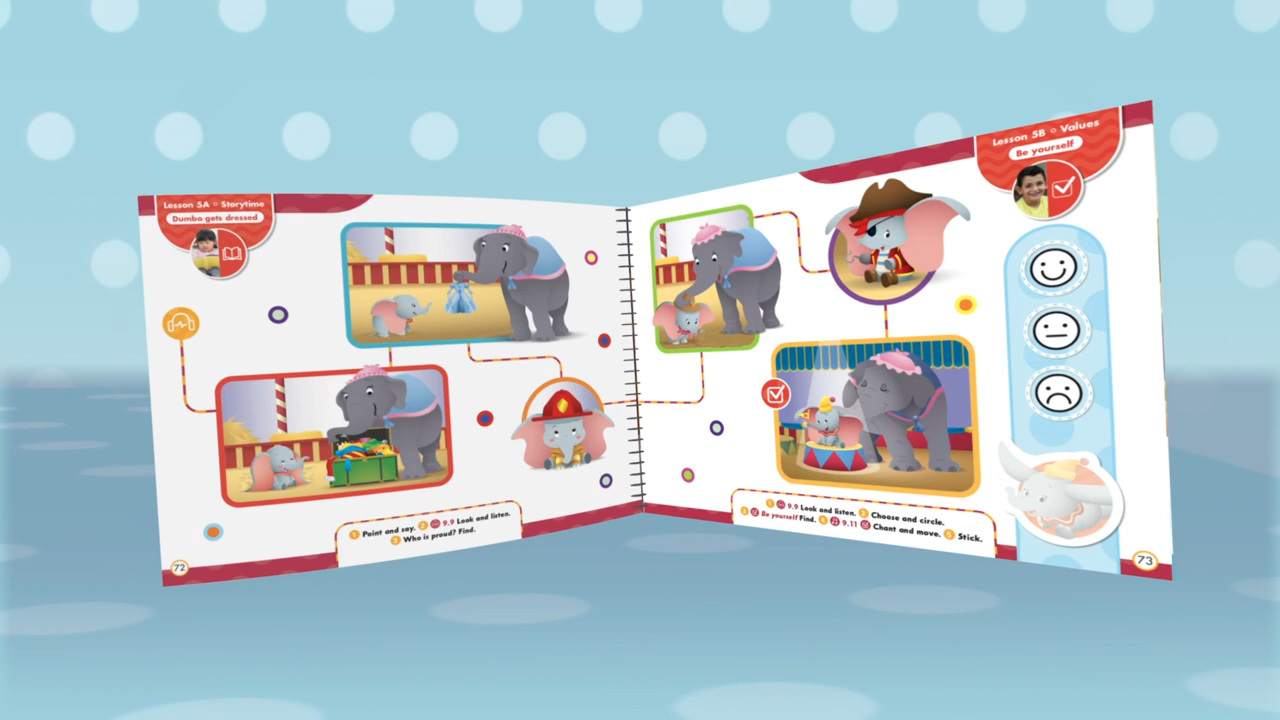 Lesson 5A ○ Storytime
Dumbo gets dressed
1 Point and say. 2 9.9 Look and listen.
3 Who is proud? Find.
72
Lesson 5B ○ Values
Be yourself
1 9.9 Look and listen. 2 Choose and circle.
3 Be yourself Find. 4 9.11 Chant and move. 5 Stick.
73